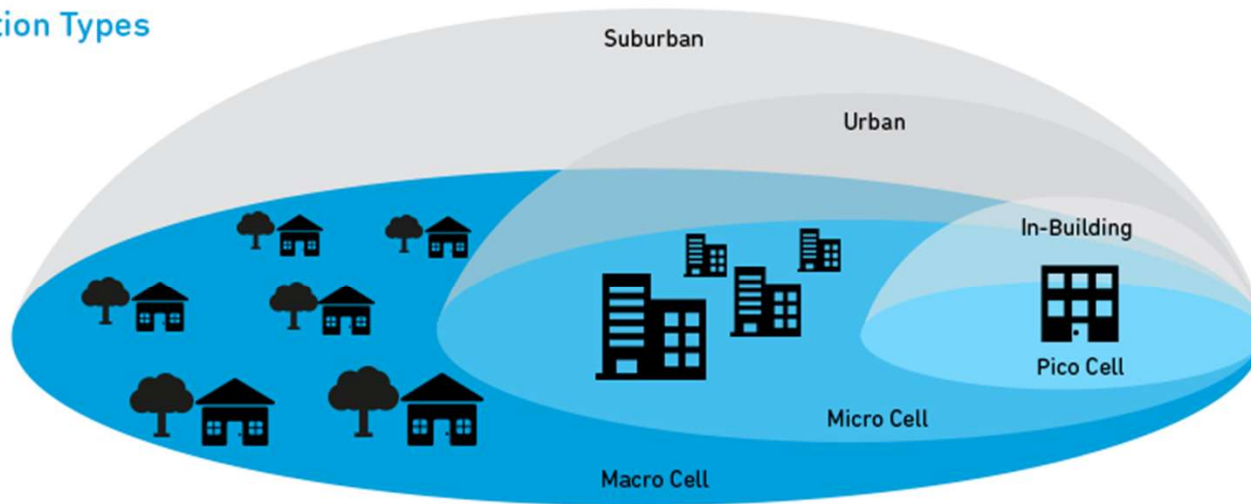 tion Types
Suburban
Urban
In-Building
Pico Cell
Micro Cell
Macro Cell